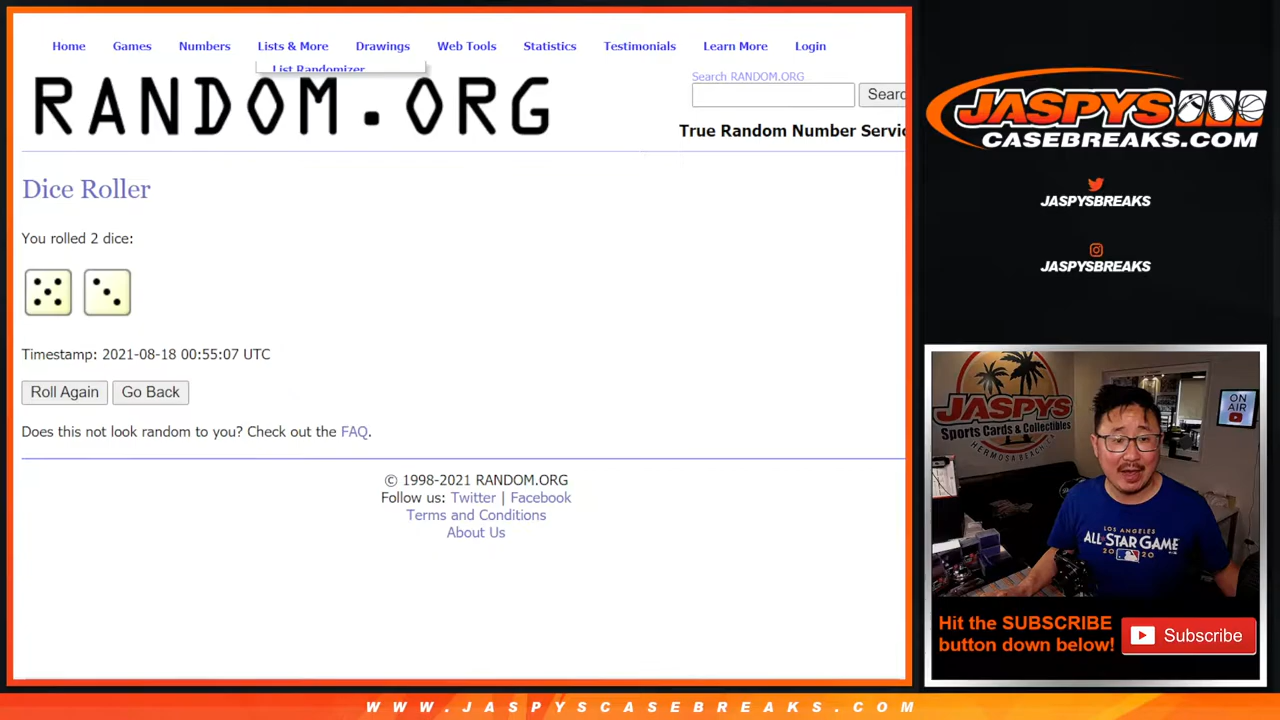 Home Games Numbers Lists & More Drawings Web Tools Statistics Testimonials Learn More Login
List Randomizer
RANDOM.ORG
Search RANDOM.ORG
Searc
True Random Number Servic
Dice Roller
You rolled 2 dice:
Timestamp: 2021-08-18 00:55:07 UTC
Roll Again Go Back
Does this not look random to you? Check out the FAQ.
© 1998-2021 RANDOM.ORG
Follow us: Twitter | Facebook
Terms and Conditions
About Us
JASPYS
CASEBREAKS.COM
JASPYSBREAKS
JASPYSBREAKS
JASPYS
Sports Cards & Collectibles
HERMOSA BEACH
ON AIR
LOS ANGELES
ALL STAR GAME
2020
Hit the SUBSCRIBE
button down below!
Subscribe
WWW.JASPYSCASEBREAKS.COM